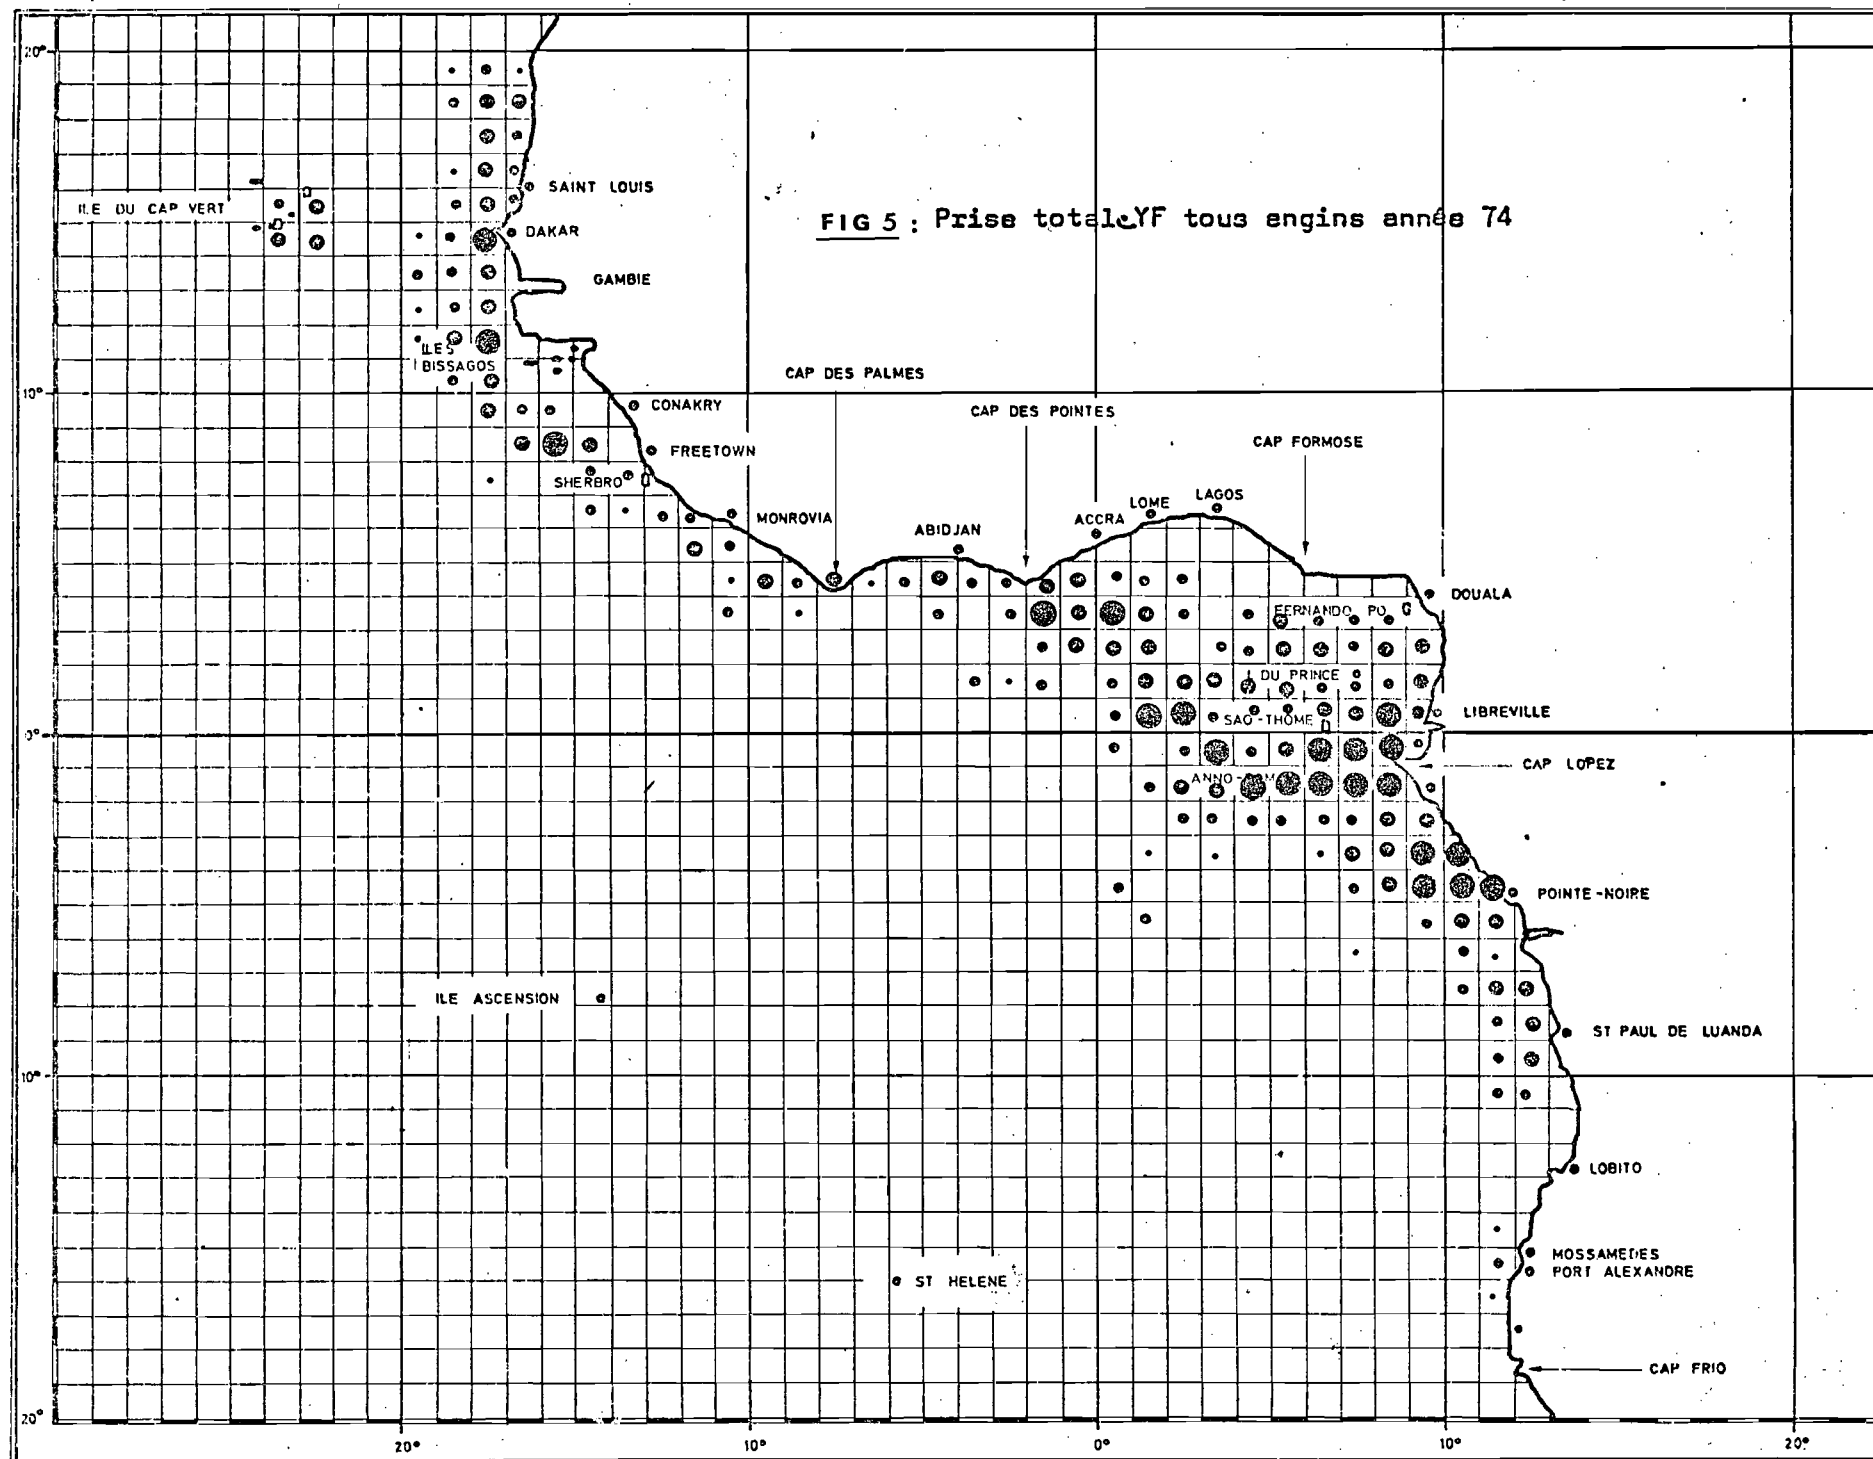 20°
SAINT LOUIS
ILE DU CAP VERT
FIG 5 : Prise totale YF tous engins année 74
DAKAR
GAMBIE
ILES
BISSAGOS
CAP DES PALMES
10°
CONAKRY
CAP DES POINTES
CAP FORMOSE
FREETOWN
SHERBRO
LAGOS
LOME
MONROVIA
ACCRA
ABIDJAN
DOUALA
FERNANDO PO
I DU PRINCE
LIBREVILLE
SAO-THOME
0°
CAP LOPEZ
POINTE-NOIRE
ILE ASCENSION
ST PAUL DE LUANDA
10°
LOBITO
MOSSAMEDES
PORT ALEXANDRE
ST HELENE
CAP FRIO
20°
20°
10°
0°
10°
20°